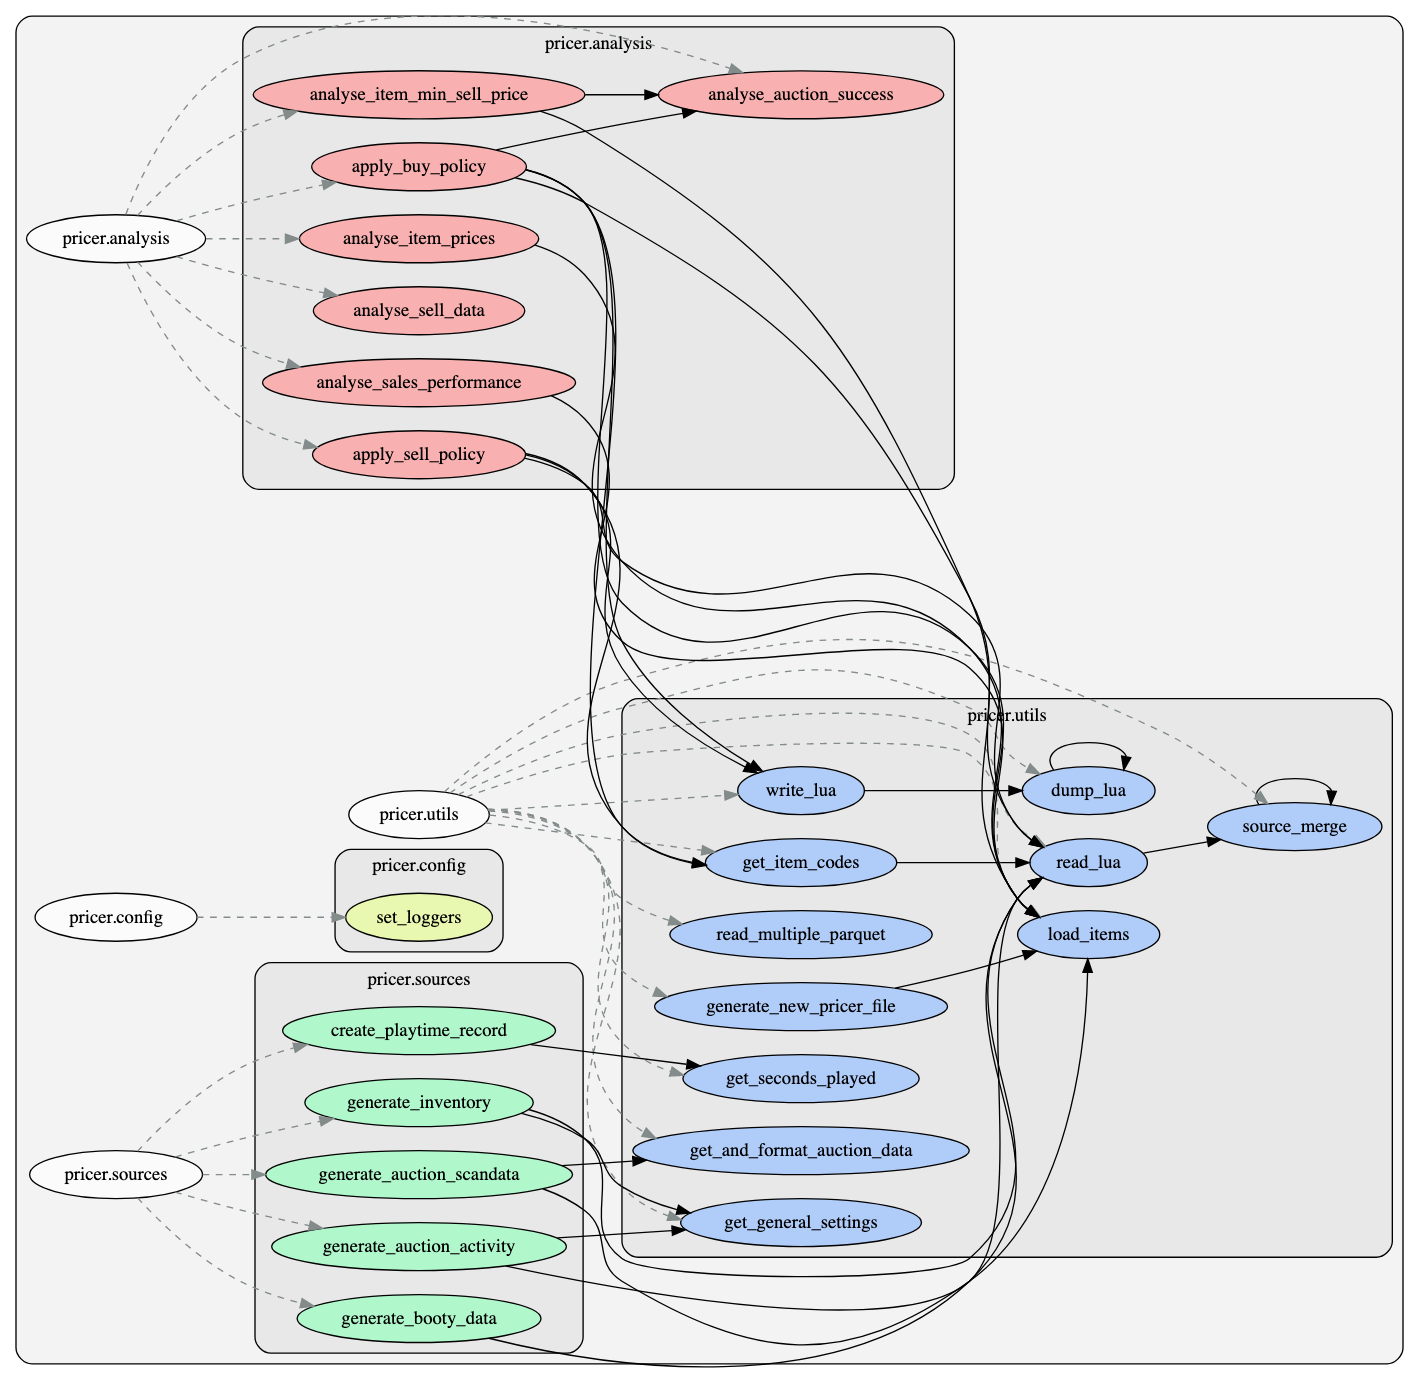 pricer.analysis
analyse_item_min_sell_price
analyse_auction_success
apply_buy_policy
pricer.analysis
analyse_item_prices
analyse_sell_data
analyse_sales_performance
apply_sell_policy
pricer.utils
write_lua
dump_lua
pricer.utils
source_merge
get_item_codes
read_lua
pricer.config
pricer.config
set_loggers
read_multiple_parquet
load_items
pricer.sources
generate_new_pricer_file
create_playtime_record
get_seconds_played
generate_inventory
get_and_format_auction_data
pricer.sources
generate_auction_scandata
get_general_settings
generate_auction_activity
generate_booty_data